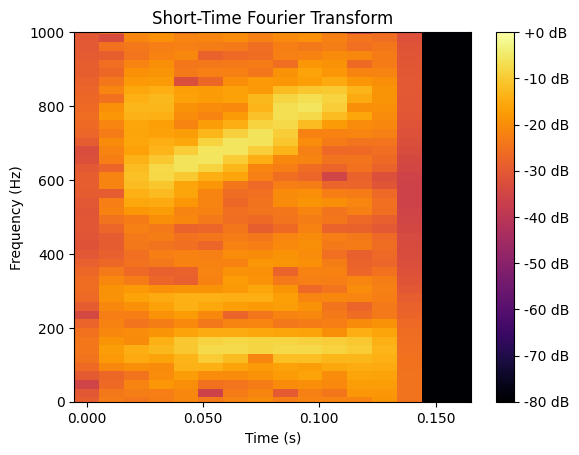 Short-Time Fourier Transform
1000
800
600
400
200
0
Frequency (Hz)
0.000
0.050
0.100
0.150
Time (s)
+0 dB
-10 dB
-20 dB
-30 dB
-40 dB
-50 dB
-60 dB
-70 dB
-80 dB